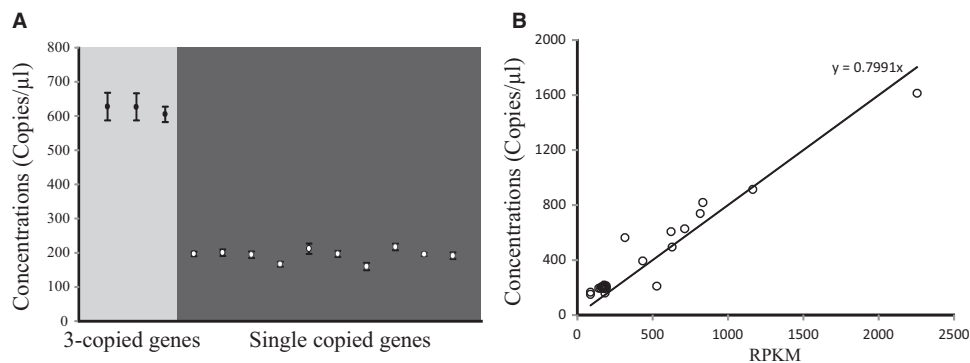 A
Concentrations (Copies/µl)
800
700
600
500
400
300
200
100
0
3-copied genes
Single copied genes
B
Concentrations (Copies/µl)
2000
1600
1200
800
400
0
y = 0.7991x
0 500 1000 1500 2000 2500
RPKM